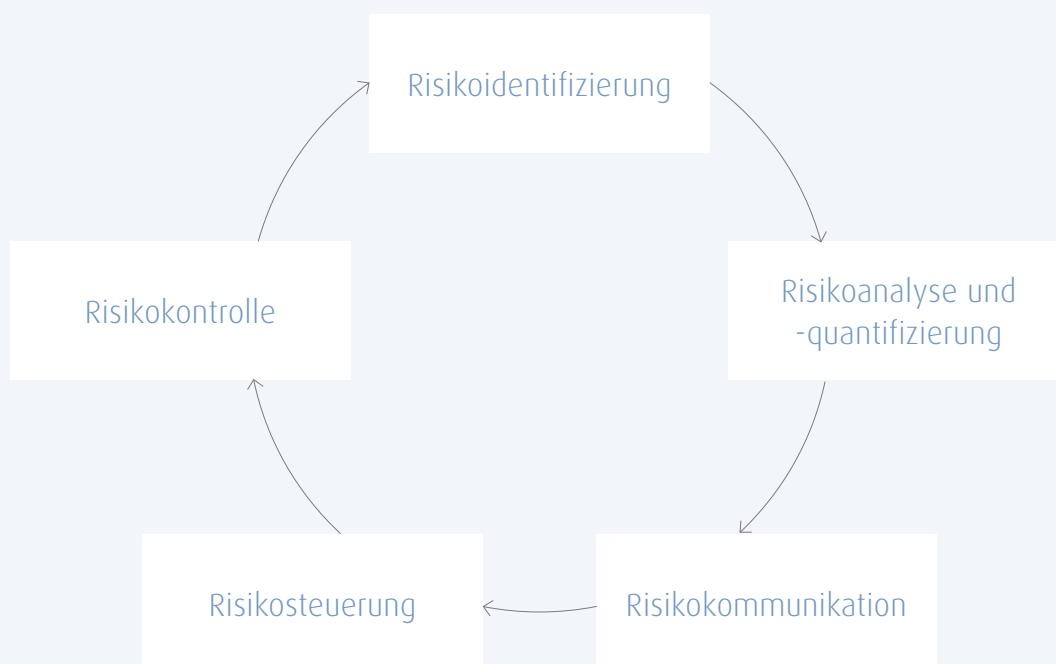 Risikoidentifizierung
Risikoanalyse und
-quantifizierung
Risikokommunikation
Risikosteuerung
Risikokontrolle